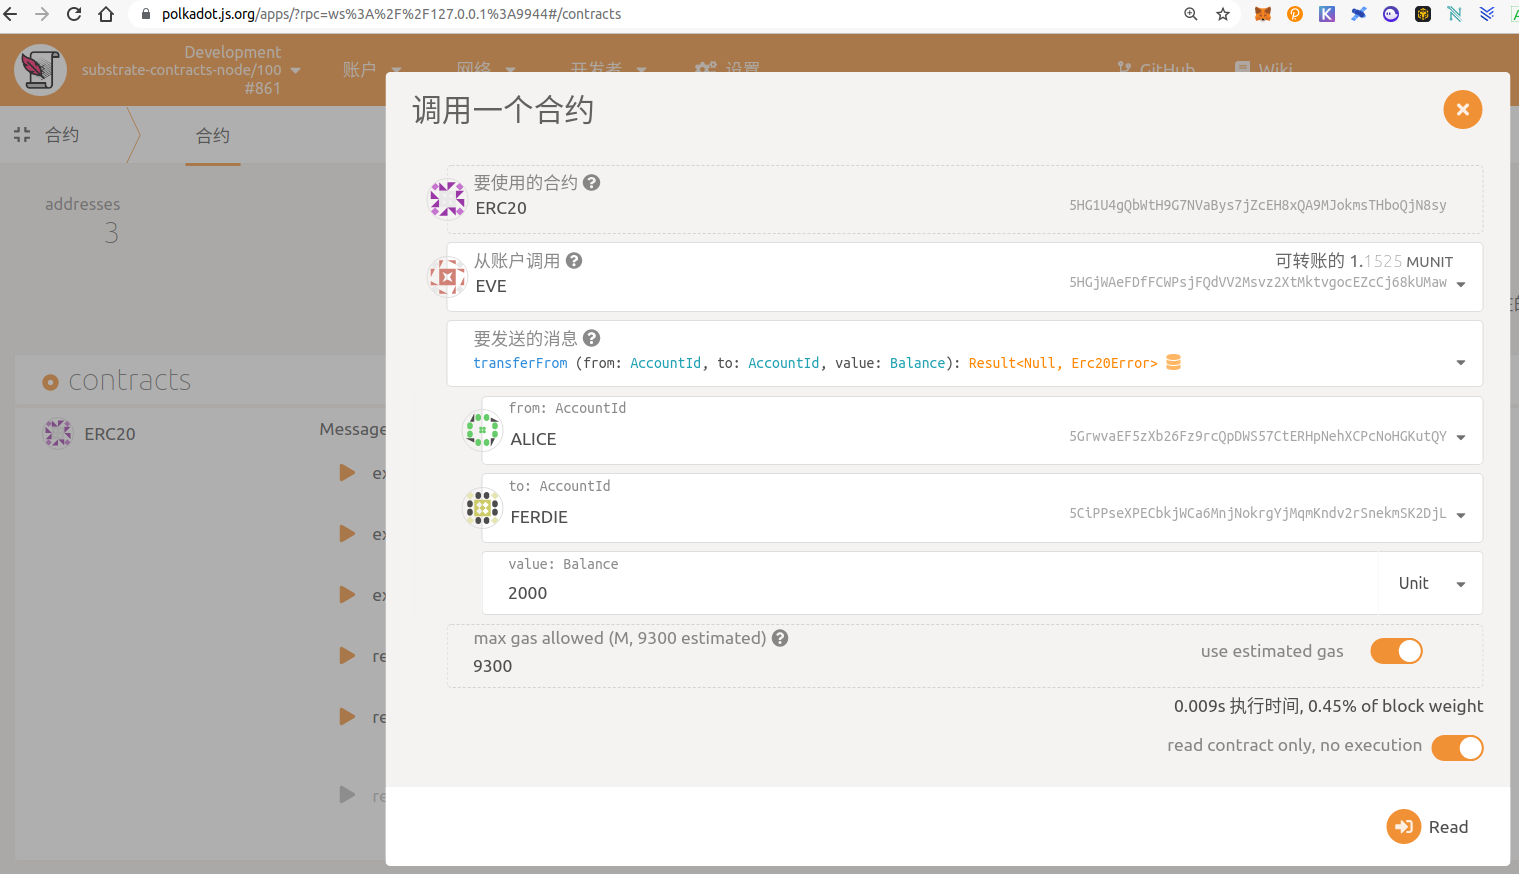 polkadot.js.org/apps/?rpc=ws%3A%2F%2F127.0.0.1%3A9944#/contracts
Development
substrate-contracts-node/100
#861
账户
网络
开发者
设置
GitHub
Wiki
调用一个合约
合约
合约
要使用的合约
ERC20
5HG1U4gQbWtH9G7NVaBys7jZcEH8xQA9MJokmsTHboQjN8sy
addresses
3
从账户调用
可转账的 1.1525 MUNIT
EVE
5HGjWAeFDfFCWPsjFQdVV2Msvz2XtMktvgocEZcCj68kUMaw
要发送的消息
transferFrom (from: AccountId, to: AccountId, value: Balance): Result<Null, Erc20Error>
contracts
from: AccountId
ALICE
5GrwvaEF5zXb26Fz9rcQpDWS57CtERHpNehXCPcNoHGKutQY
ERC20
Message
ex
to: AccountId
FERDIE
5CiPPseXPECbkjWCa6MnjNokrgYjMqmKndv2rSnekmSK2DjL
ex
value: Balance
2000
Unit
ex
max gas allowed (M, 9300 estimated)
9300
use estimated gas
re
0.009s 执行时间, 0.45% of block weight
re
read contract only, no execution
re
Read